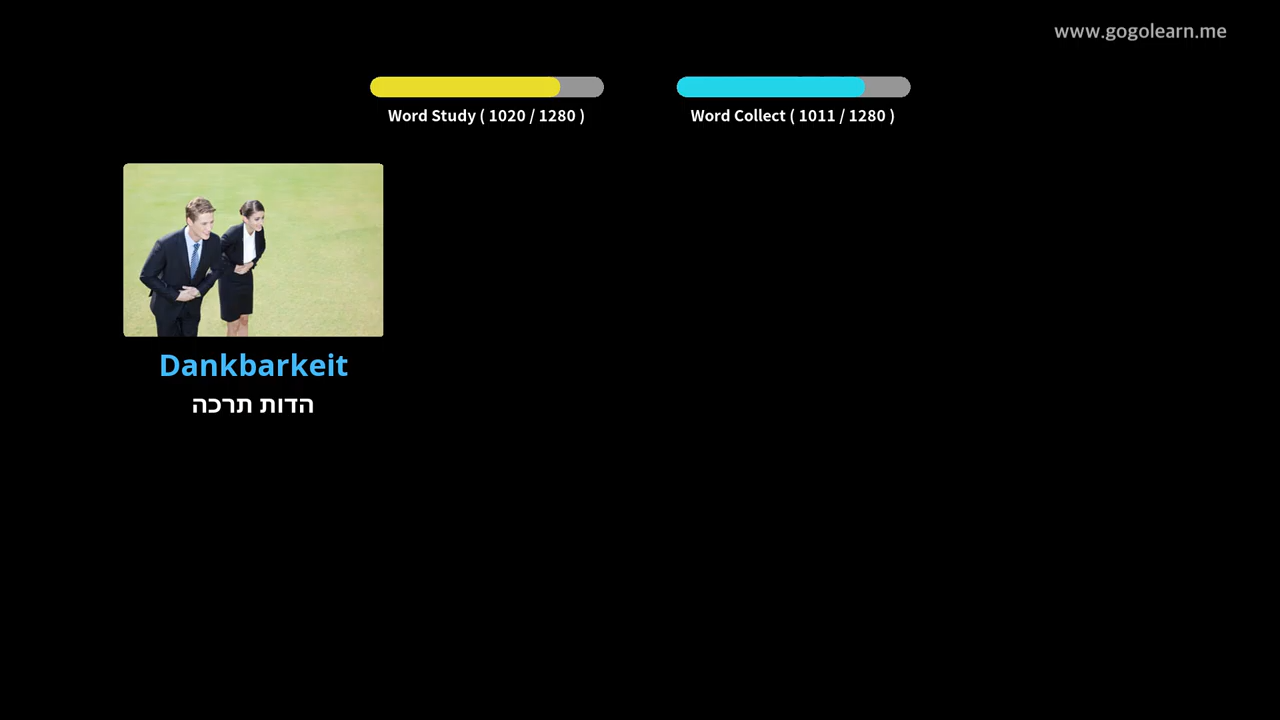 www.gogolearn.me
Word Study ( 1020 / 1280 )
Word Collect ( 1011 / 1280 )
Dankbarkeit
הדות תרכה